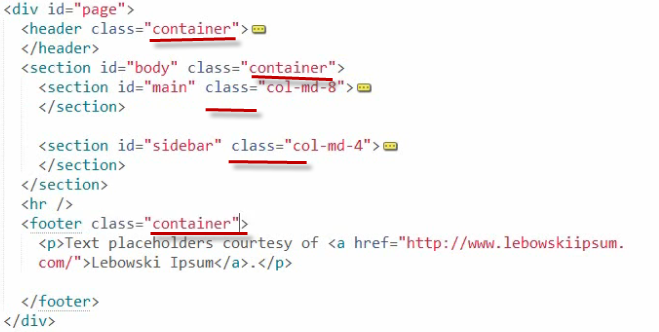 <div id="page">
<header class="container">
</header>
<section id="body" class="container">
<section id="main" class="col-md-8">
</section>
<section id="sidebar" class="col-md-4">
</section>
</section>
<hr />
<footer class="container">
<p>Text placeholders courtesy of <a href="http://www.lebowskiipsum.
com/">Lebowski Ipsum</a>.</p>
</footer>
</div>